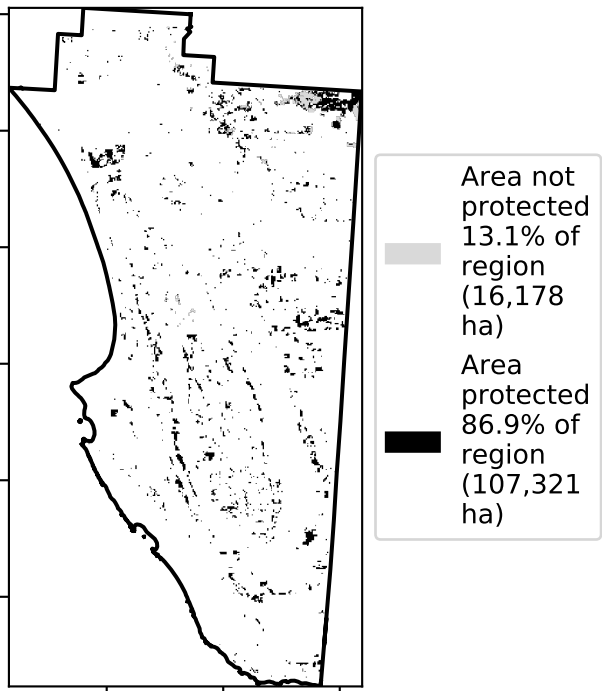 Area not
protected
13.1% of
region
(16,178
ha)
Area
protected
86.9% of
region
(107,321
ha)